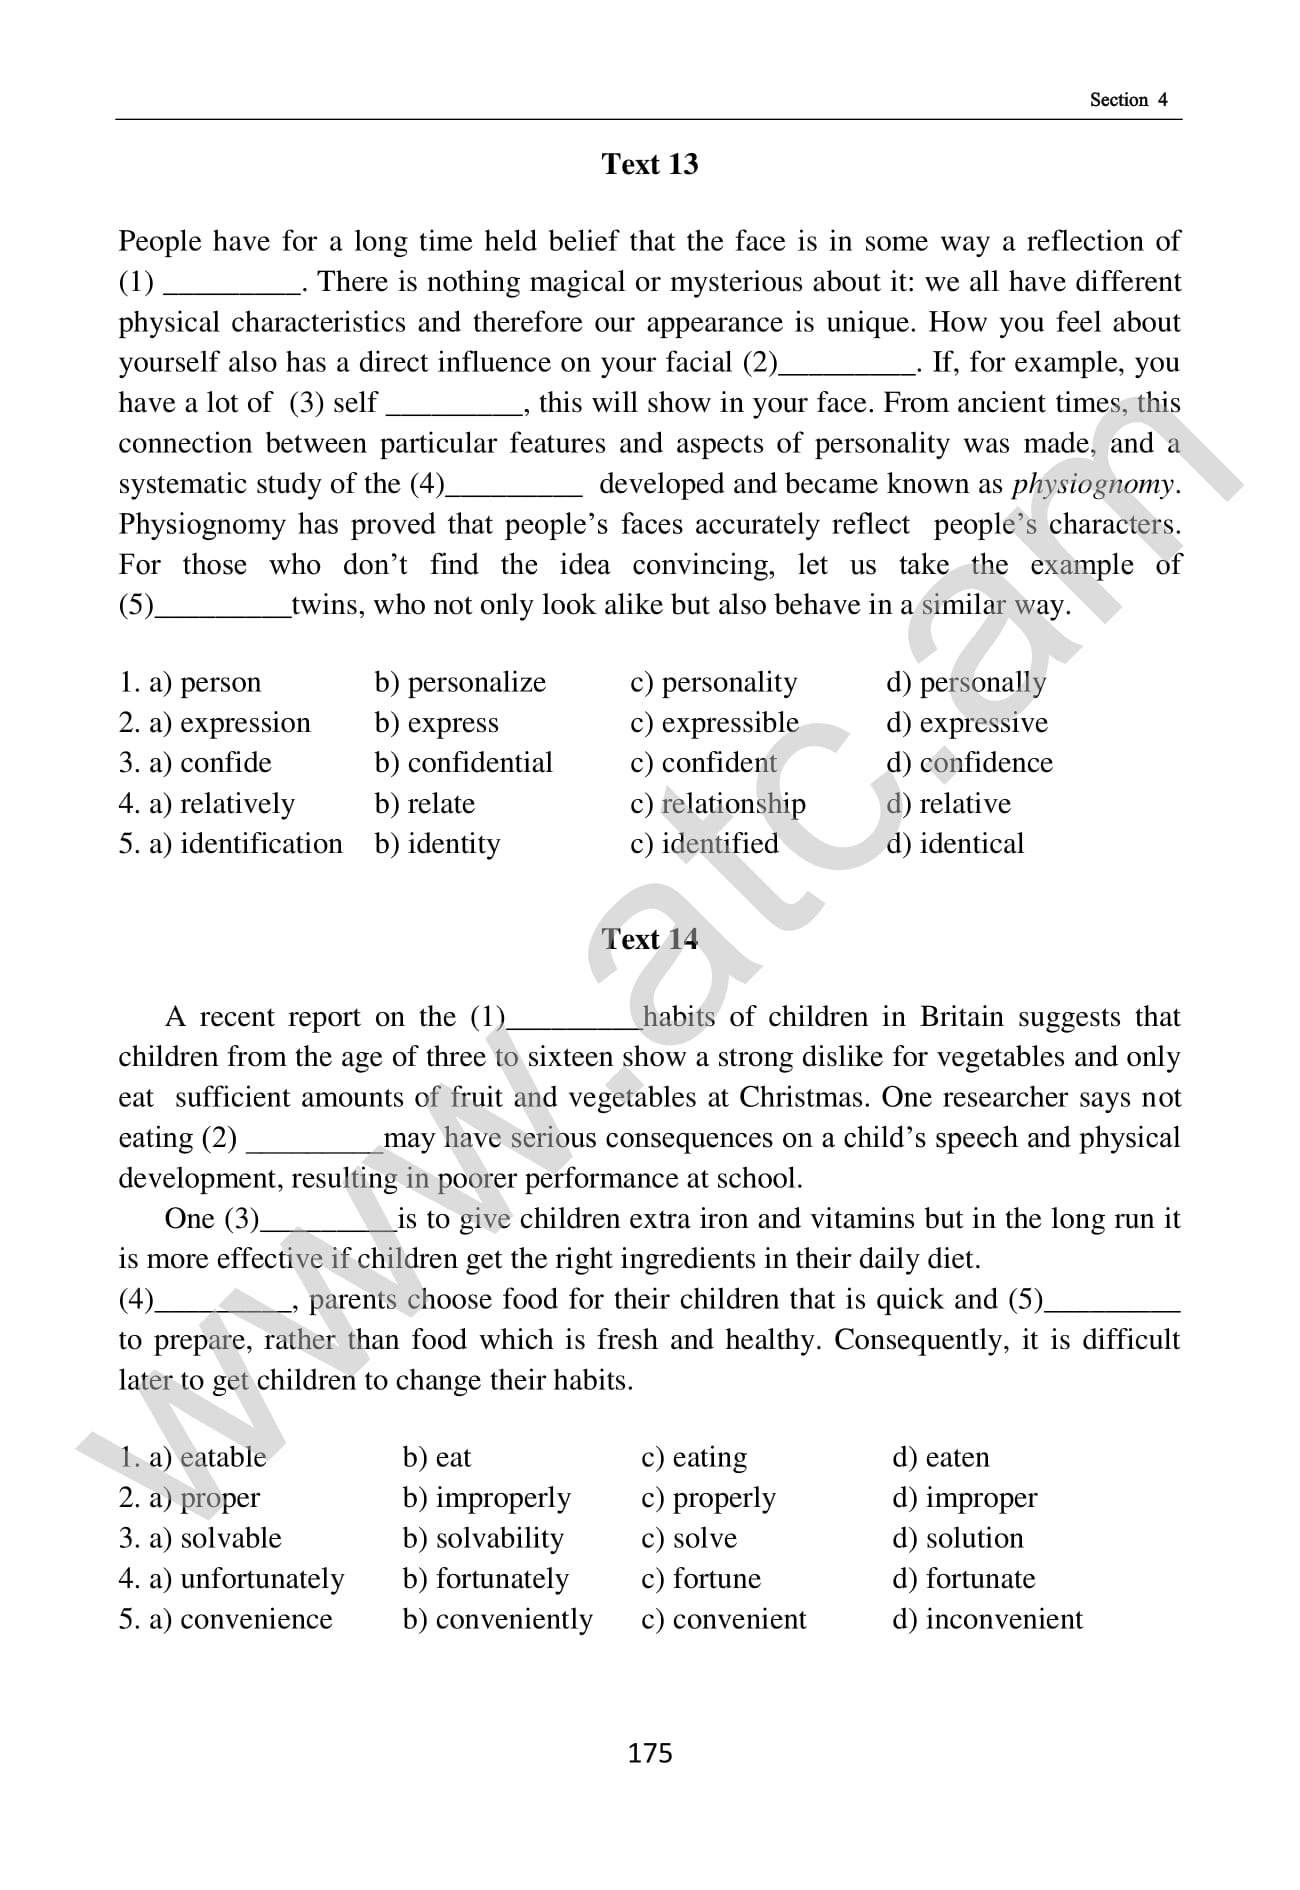 Section 4
Text 13
People have for a long time held belief that the face is in some way a reflection of
(1) _________. There is nothing magical or mysterious about it: we all have different
physical characteristics and therefore our appearance is unique. How you feel about
yourself also has a direct influence on your facial (2)_________. If, for example, you
have a lot of (3) self _________, this will show in your face. From ancient times, this
connection between particular features and aspects of personality was made, and a
systematic study of the (4)_________ developed and became known as physiognomy.
Physiognomy has proved that people’s faces accurately reflect people’s characters.
For those who don’t find the idea convincing, let us take the example of
(5)_________twins, who not only look alike but also behave in a similar way.
1. a) person b) personalize c) personality d) personally
2. a) expression b) express c) expressible d) expressive
3. a) confide b) confidential c) confident d) confidence
4. a) relatively b) relate c) relationship d) relative
5. a) identification b) identity c) identified d) identical
Text 14
A recent report on the (1)_________habits of children in Britain suggests that
children from the age of three to sixteen show a strong dislike for vegetables and only
eat sufficient amounts of fruit and vegetables at Christmas. One researcher says not
eating (2) _________may have serious consequences on a child’s speech and physical
development, resulting in poorer performance at school.
One (3)_________is to give children extra iron and vitamins but in the long run it
is more effective if children get the right ingredients in their daily diet.
(4)_________, parents choose food for their children that is quick and (5)_________
to prepare, rather than food which is fresh and healthy. Consequently, it is difficult
later to get children to change their habits.
1. a) eatable b) eat c) eating d) eaten
2. a) proper b) improperly c) properly d) improper
3. a) solvable b) solvability c) solve d) solution
4. a) unfortunately b) fortunately c) fortune d) fortunate
5. a) convenience b) conveniently c) convenient d) inconvenient
175
www.atc.am